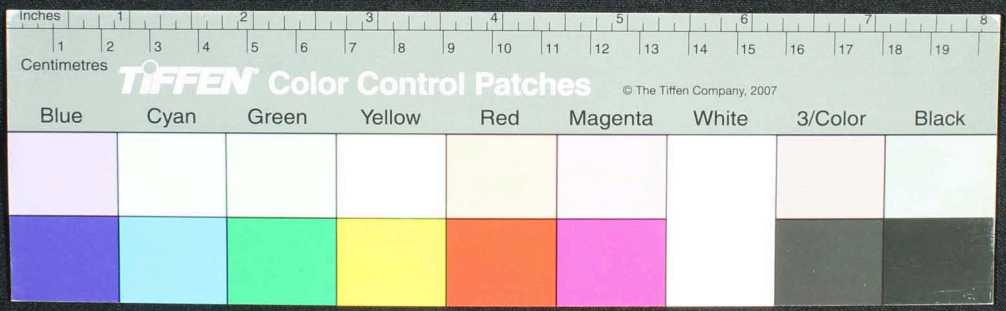 Inches 1 2 3 4 5 6 7 8
1 2 3 4 5 6 7 8 9 10 11 12 13 14 15 16 17 18 19
Centimetres
TIFFEN® Color Control Patches © The Tiffen Company, 2007
Blue Cyan Green Yellow Red Magenta White 3/Color Black